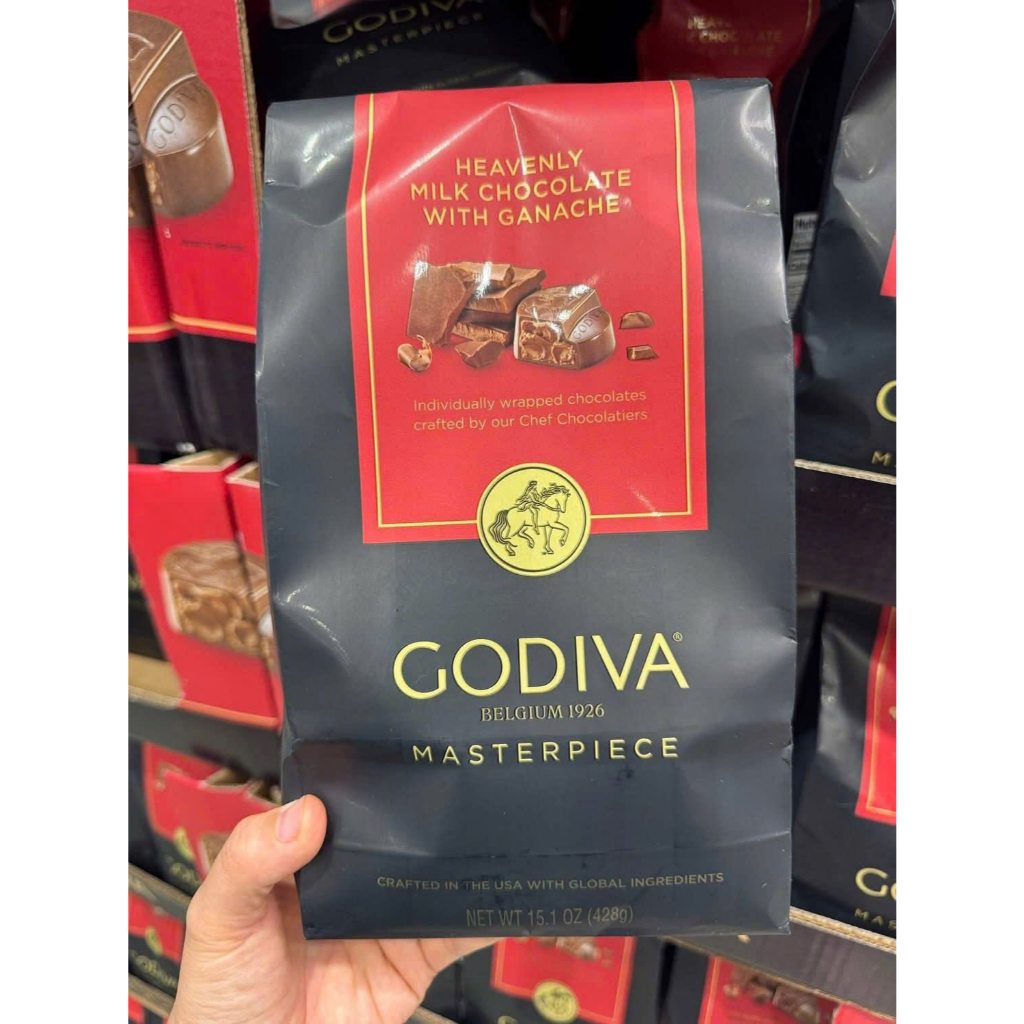 GODIVA
MASTERPIECE
HEAVENLY
MILK CHOCOLATE
WITH GANACHE
GODIVA
Individually wrapped chocolates
crafted by our Chef Chocolatiers
GODIVA®
BELGIUM 1926
MASTERPIECE
CRAFTED IN THE USA WITH GLOBAL INGREDIENTS
NET WT 15.1 OZ (428g)